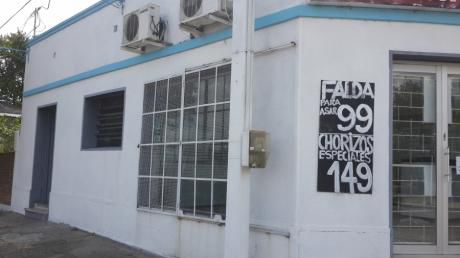 FALDA
PARA
ASAR 99
CHORIZOS
ESPECIALES
149